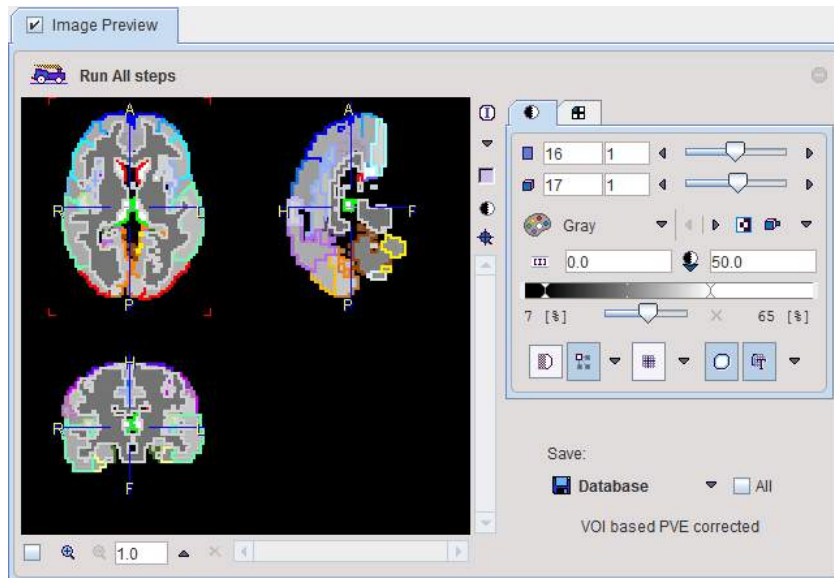 Image Preview
Run All steps
A
A
16 1
17 1
R L
H F
Gray
0.0 50.0
P
P
7 [%] 65 [%]
H
R L
F
Save:
Database All
VOI based PVE corrected
1.0